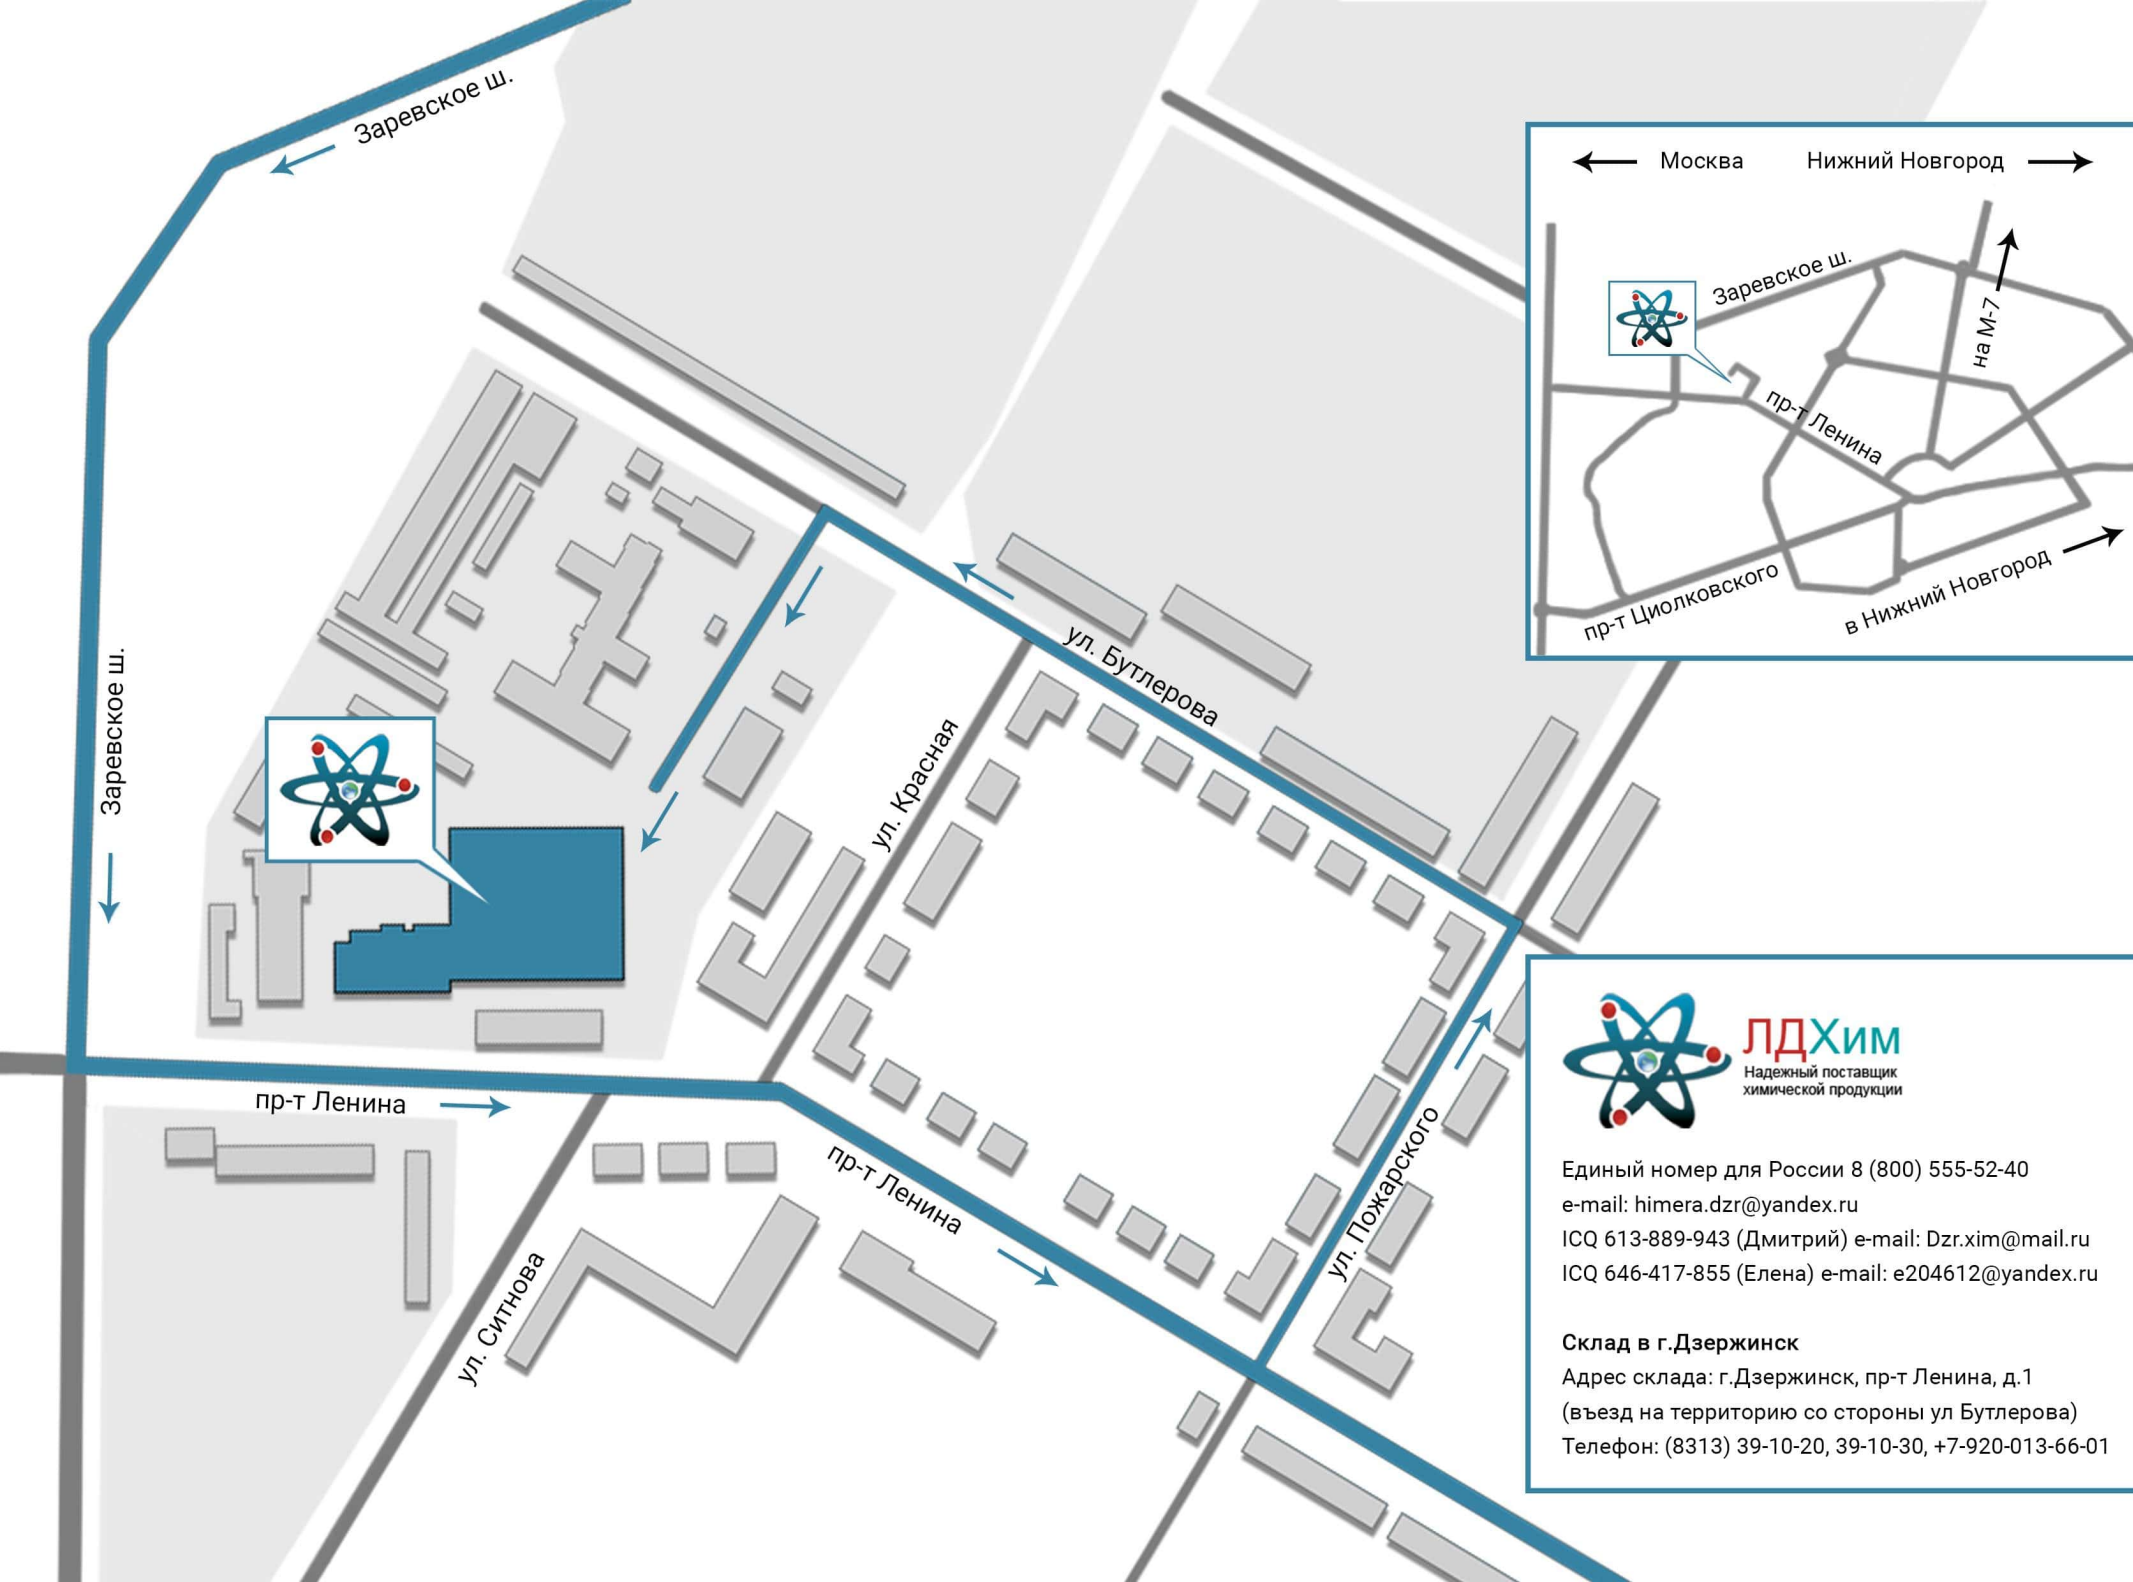 Заревское ш.
Москва
Нижний Новгород
Заревское ш.
на М-7
пр-т Ленина
пр-т Циолковского
в Нижний Новгород
ул. Бутлерова
Заревское ш.
ул. Красная
пр-т Ленина
пр-т Ленина
ул. Пожарского
ул. Ситнова
ЛДХим
Надежный поставщик
химической продукции
Единый номер для России 8 (800) 555-52-40
e-mail: himera.dzr@yandex.ru
ICQ 613-889-943 (Дмитрий) e-mail: Dzr.xim@mail.ru
ICQ 646-417-855 (Елена) e-mail: e204612@yandex.ru
Склад в г.Дзержинск
Адрес склада: г.Дзержинск, пр-т Ленина, д.1
(въезд на территорию со стороны ул Бутлерова)
Телефон: (8313) 39-10-20, 39-10-30, +7-920-013-66-01